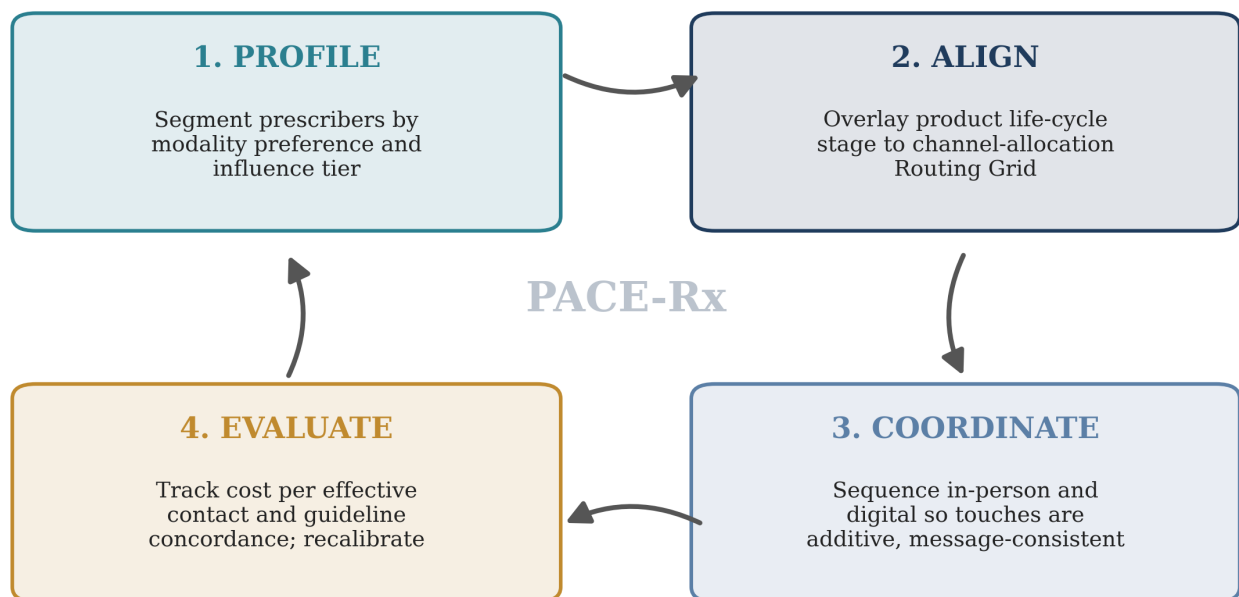 1. PROFILE
Segment prescribers by
modality preference and
influence tier
2. ALIGN
Overlay product life-cycle
stage to channel-allocation
Routing Grid
PACE-Rx
4. EVALUATE
Track cost per effective
contact and guideline
concordance; recalibrate
3. COORDINATE
Sequence in-person and
digital so touches are
additive, message-consistent